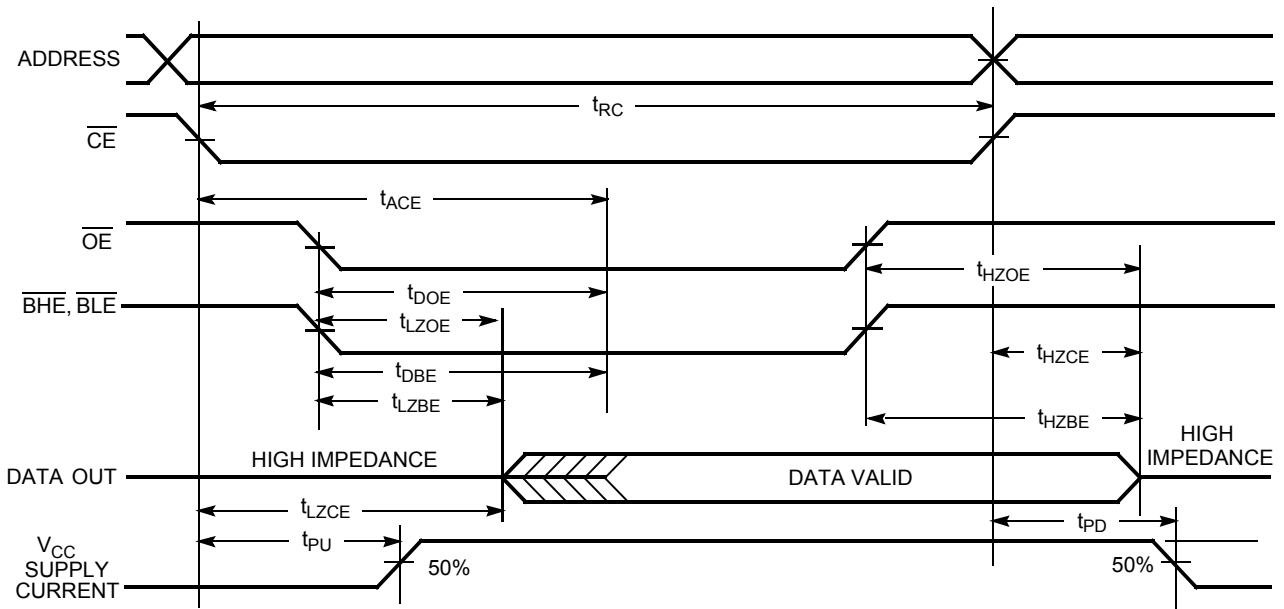 ADDRESS
tRC
CE
tACE
OE
tHZOE
tDOE
BHE, BLE
tLZOE
tHZCE
tDBE
tLZBE
tHZBE
HIGH IMPEDANCE
HIGH
IMPEDANCE
DATA OUT
DATA VALID
tLZCE
tPD
tPU
VCC
SUPPLY
CURRENT
50%
50%